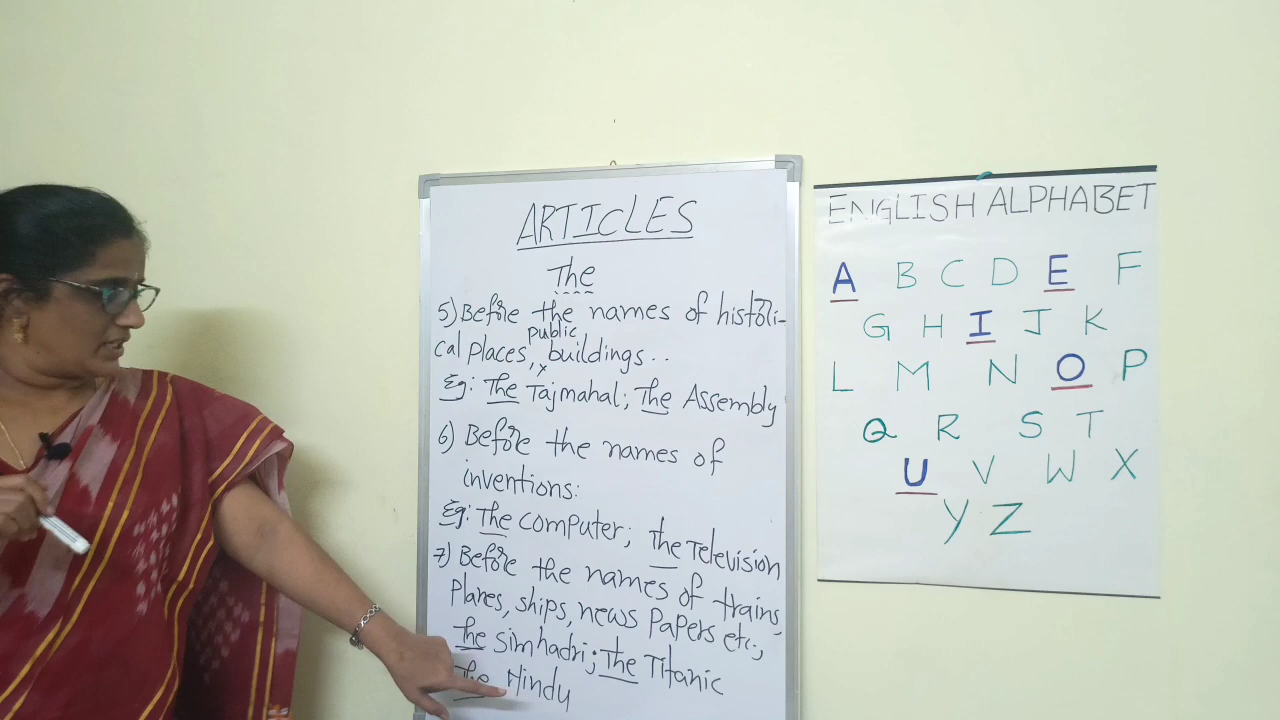 ARTICLES
The
5) Before the names of histori-
public
cal places, buildings..
Eg: The Tajmahal; The Assembly
6) Before the names of
inventions:
Eg: The computer; The Television
7) Before the names of trains,
Planes, ships, news Papers etc.,
The Simhadri; The Titanic
The Hindu
ENGLISH ALPHABET
A B C D E F
G H I J K
L M N O P
Q R S T
U V W X
Y Z